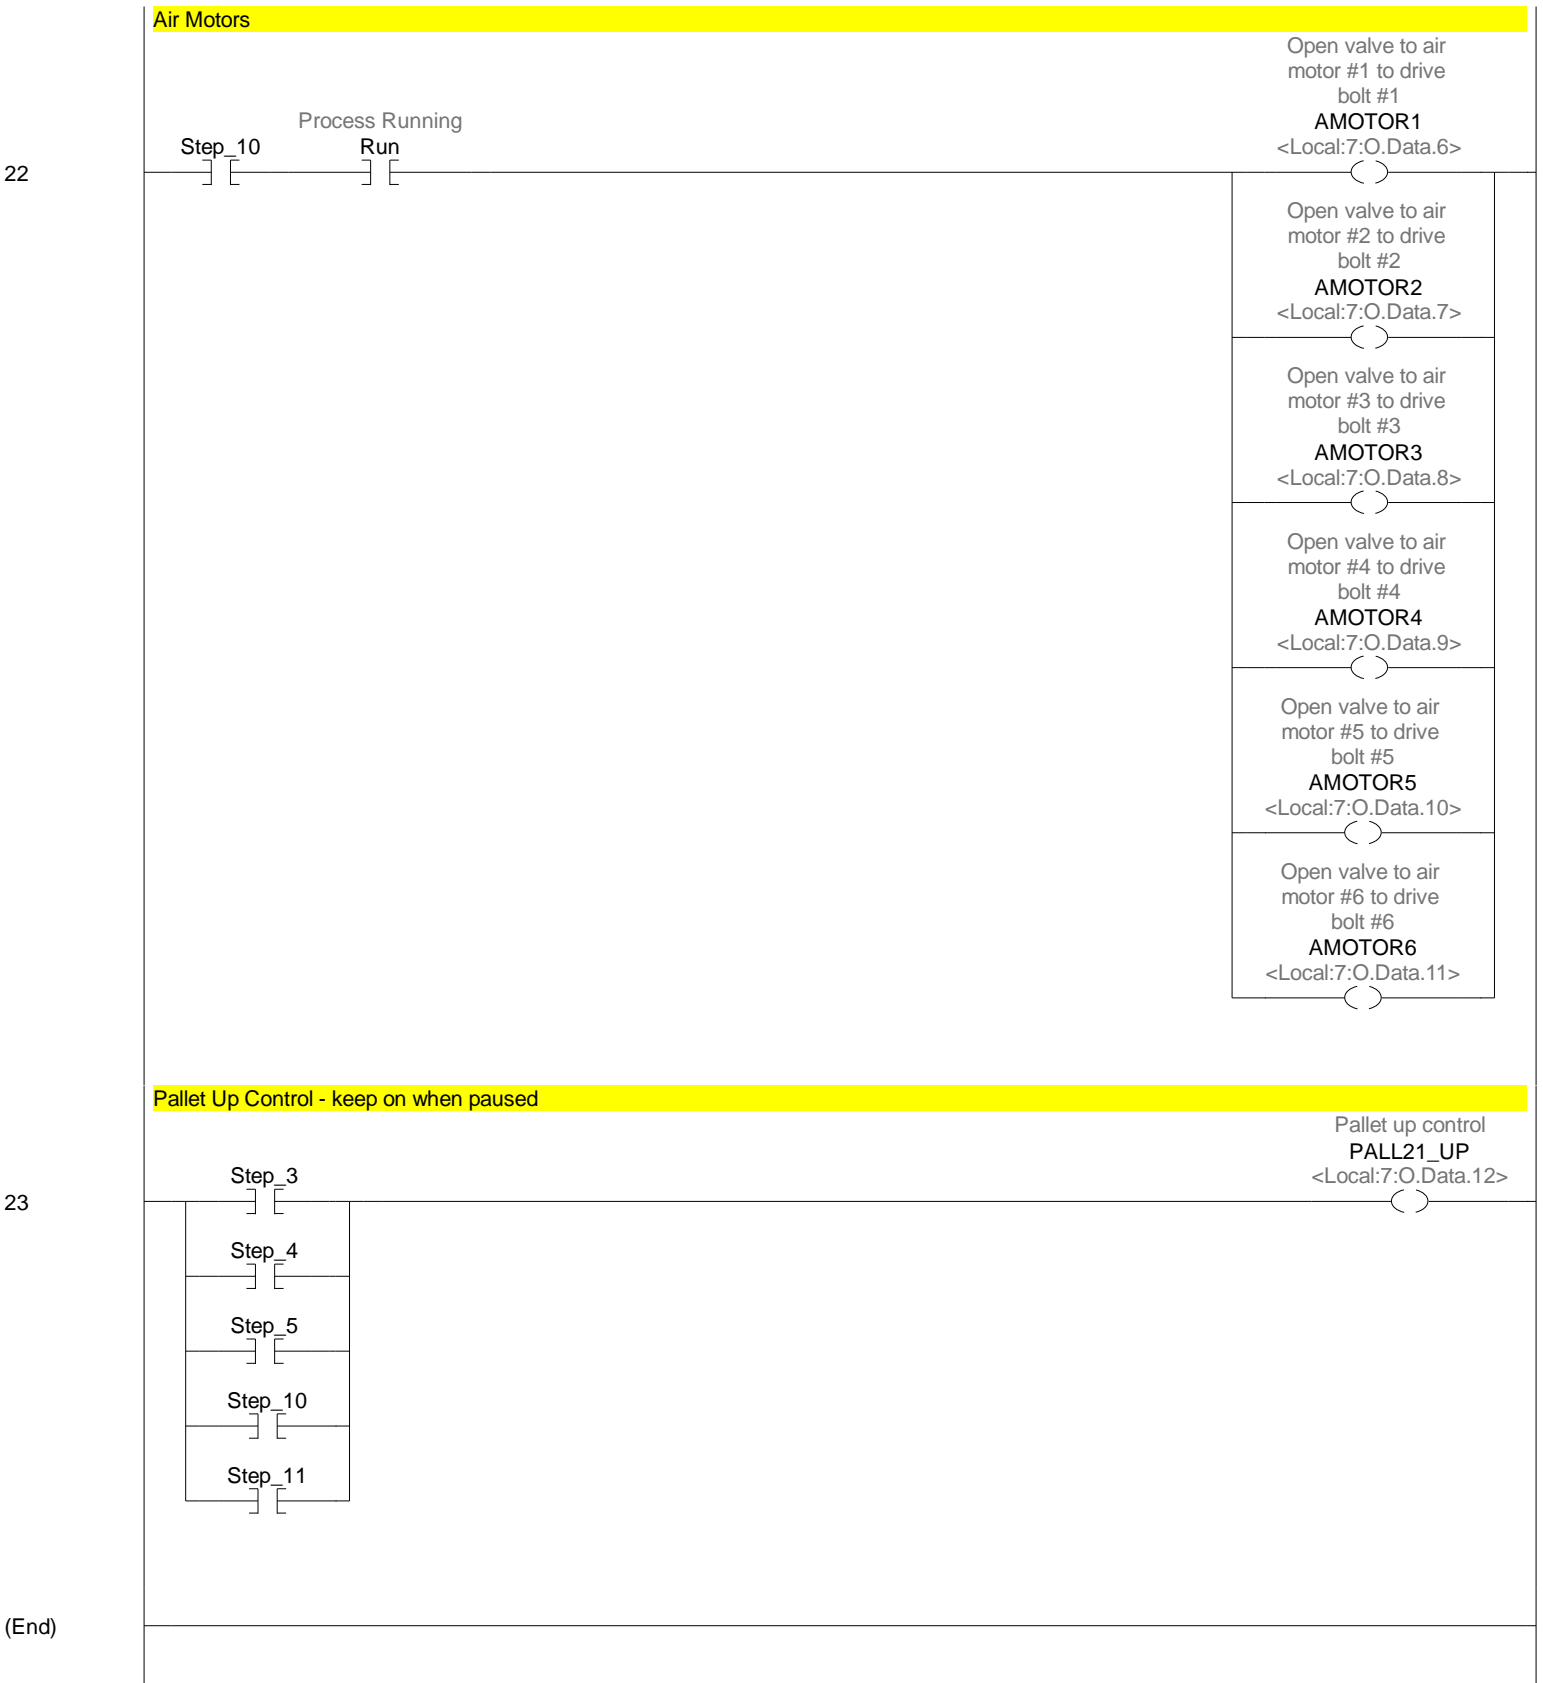 Air Motors
Open valve to air
motor #1 to drive
bolt #1
Process Running
AMOTOR1
Step_10
Run
<Local:7:O.Data.6>
22
Open valve to air
motor #2 to drive
bolt #2
AMOTOR2
<Local:7:O.Data.7>
Open valve to air
motor #3 to drive
bolt #3
AMOTOR3
<Local:7:O.Data.8>
Open valve to air
motor #4 to drive
bolt #4
AMOTOR4
<Local:7:O.Data.9>
Open valve to air
motor #5 to drive
bolt #5
AMOTOR5
<Local:7:O.Data.10>
Open valve to air
motor #6 to drive
bolt #6
AMOTOR6
<Local:7:O.Data.11>
Pallet Up Control - keep on when paused
Pallet up control
PALL21_UP
Step_3
<Local:7:O.Data.12>
23
Step_4
Step_5
Step_10
Step_11
(End)